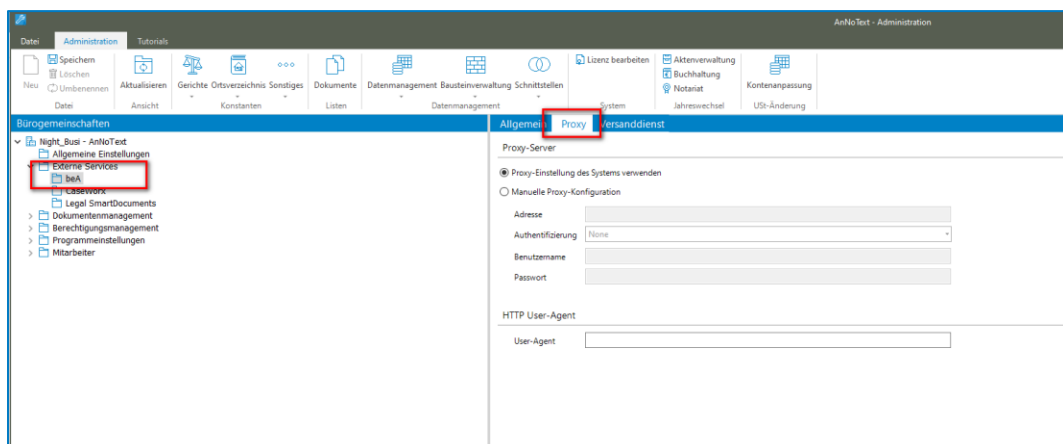 AnNoText - Administration
Datei Administration Tutorials
Neu
Speichern
Löschen
Umbenennen
Aktualisieren
Gerichte Ortsverzeichnis Sonstiges
Dokumente
Datenmanagement Bausteinverwaltung Schnittstellen
Lizenz bearbeiten
Aktenverwaltung
Buchhaltung
Notariat
Kontenanpassung
Datei Ansicht Konstanten Listen Datenmanagement System Jahreswechsel USt-Änderung
Bürogemeinschaften
Night_Busi - AnNoText
Allgemeine Einstellungen
Externe Services
beA
CaseWorx
Legal SmartDocuments
Dokumentenmanagement
Berechtigungsmanagement
Programmeinstellungen
Mitarbeiter
Allgemein Proxy Versanddienst
Proxy-Server
Proxy-Einstellung des Systems verwenden
Manuelle Proxy-Konfiguration
Adresse
Authentifizierung None
Benutzername
Passwort
HTTP User-Agent
User-Agent